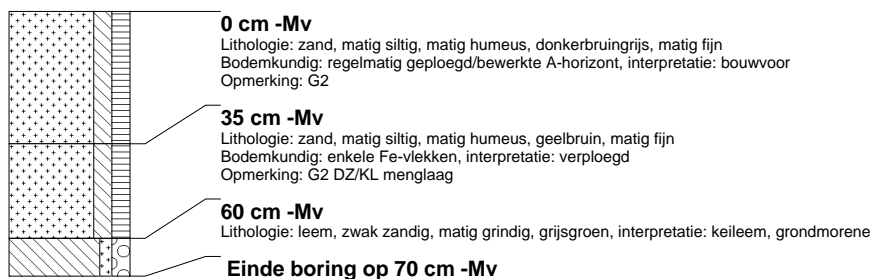 0 cm -Mv
Lithologie: zand, matig siltig, matig humeus, donkerbruingrijs, matig fijn
Bodemkundig: regelmatig geploegd/bewerkte A-horizont, interpretatie: bouwvoor
Opmerking: G2
35 cm -Mv
Lithologie: zand, matig siltig, matig humeus, geelbruin, matig fijn
Bodemkundig: enkele Fe-vlekken, interpretatie: verploegd
Opmerking: G2 DZ/KL menglaag
60 cm -Mv
Lithologie: leem, zwak zandig, matig grindig, grijsgroen, interpretatie: keileem, grondmorene
Einde boring op 70 cm -Mv